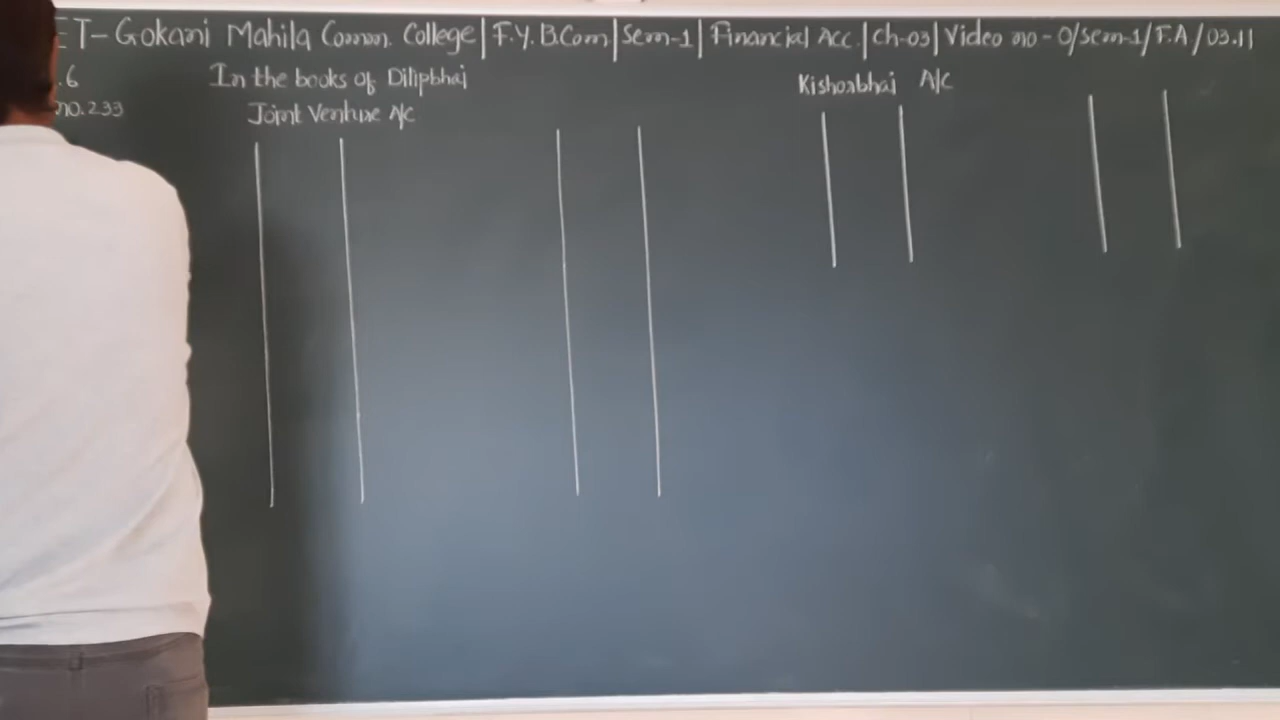 ET- Gokani Mahila Comm. College | F.Y. B.Com | Sem-1 | Financial Acc. | Ch-03 | Video no - 0/Sem-1/F.A/03.11
.6
no.233
In the books of Dilipbhai
Joint Venture A/c
Kishorbhai A/c